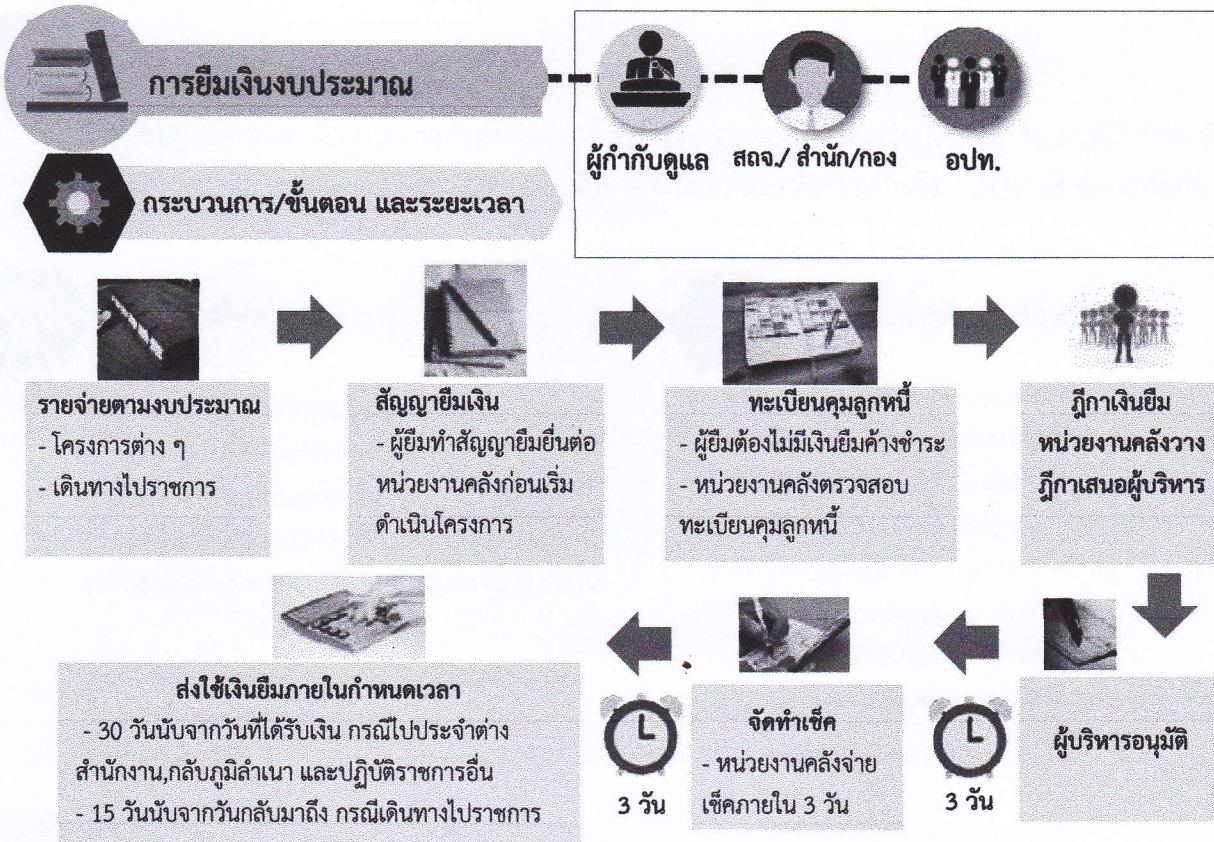 การยืมเงินงบประมาณ
ผู้กำกับดูแล
สถจ./ สำนัก/กอง
อปท.
กระบวนการ/ขั้นตอน และระยะเวลา
รายจ่ายตามงบประมาณ
- โครงการต่าง ๆ
- เดินทางไปราชการ
สัญญายืมเงิน
- ผู้ยืมทำสัญญายืมยื่นต่อ
หน่วยงานคลังก่อนเริ่ม
ดำเนินโครงการ
ทะเบียนคุมลูกหนี้
- ผู้ยืมต้องไม่มีเงินยืมค้างชำระ
- หน่วยงานคลังตรวจสอบ
ทะเบียนคุมลูกหนี้
ฎีกาเงินยืม
หน่วยงานคลังวาง
ฎีกาเสนอผู้บริหาร
ผู้บริหารอนุมัติ
3 วัน
จัดทำเช็ค
- หน่วยงานคลังจ่าย
เช็คภายใน 3 วัน
3 วัน
ส่งใช้เงินยืมภายในกำหนดเวลา
- 30 วันนับจากวันที่ได้รับเงิน กรณีไปประจำต่าง
สำนักงาน,กลับภูมิลำเนา และปฏิบัติราชการอื่น
- 15 วันนับจากวันกลับมาถึง กรณีเดินทางไปราชการ